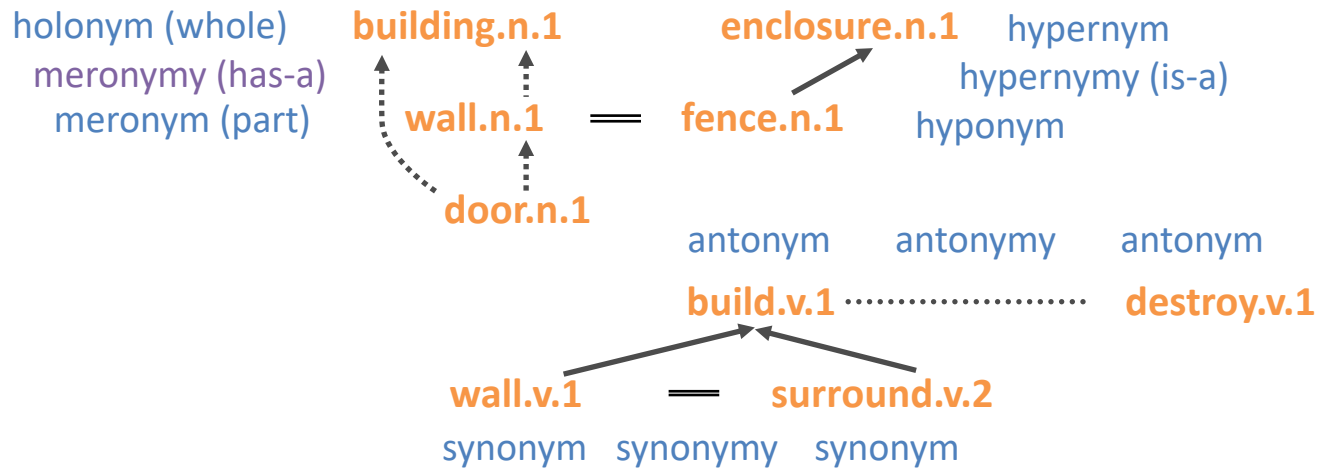 holonym (whole) building.n.1 enclosure.n.1 hypernym
meronymy (has-a) hypernymy (is-a)
meronym (part) wall.n.1 fence.n.1 hyponym
door.n.1
antonym antonymy antonym
build.v.1 destroy.v.1
wall.v.1 surround.v.2
synonym synonymy synonym